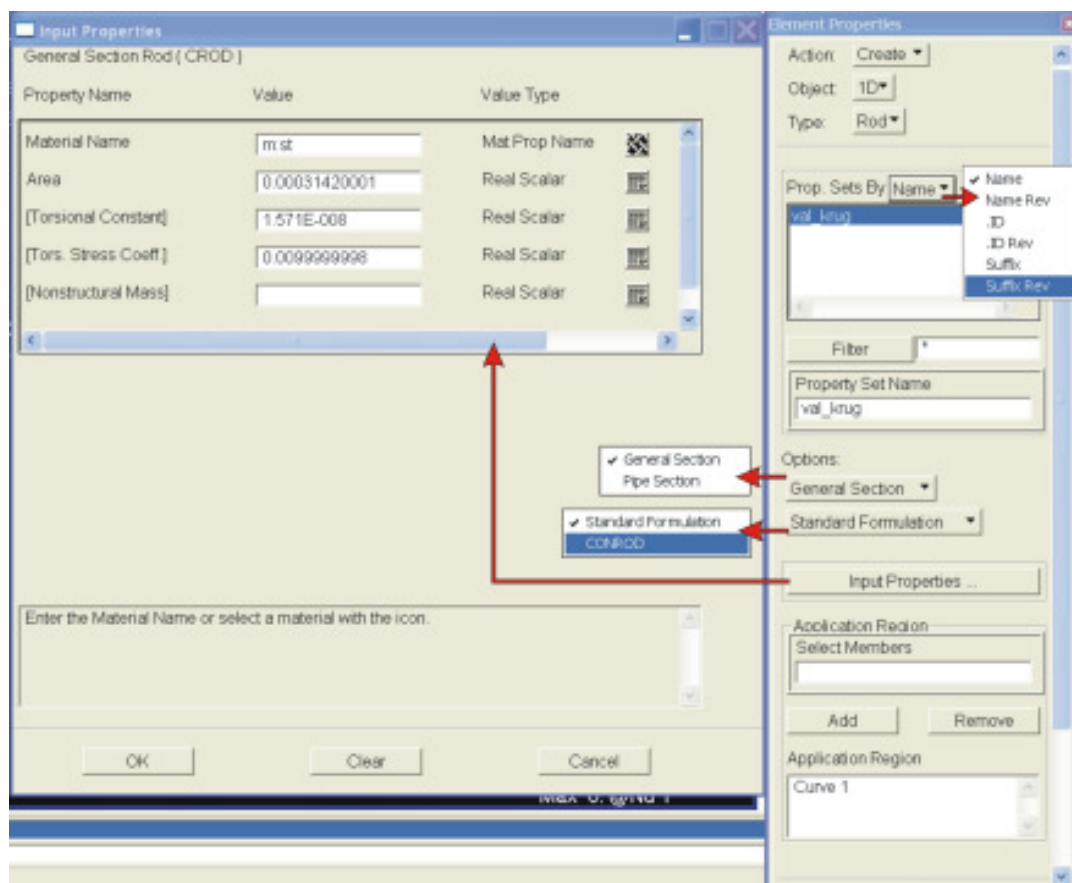 Input Properties
General Section Rod ( CROD )
Property Name Value Value Type
Material Name m:st Mat Prop Name
Area 0.00031420001 Real Scalar
[Torsional Constant] 1.571E-008 Real Scalar
[Tors. Stress Coeff.] 0.0099999998 Real Scalar
[Nonstructural Mass] Real Scalar
General Section
Pipe Section
Standard Formulation
CONROD
Enter the Material Name or select a material with the icon.
OK Clear Cancel
Element Properties
Action: Create
Object: 1D
Type: Rod
Prop. Sets By Name
Name
Name Rev
.ID
.ID Rev
Suffix
Suffix Rev
val_krug
Filter *
Property Set Name
val_krug
Options:
General Section
Standard Formulation
Input Properties ...
Application Region
Select Members
Add Remove
Application Region
Curve 1